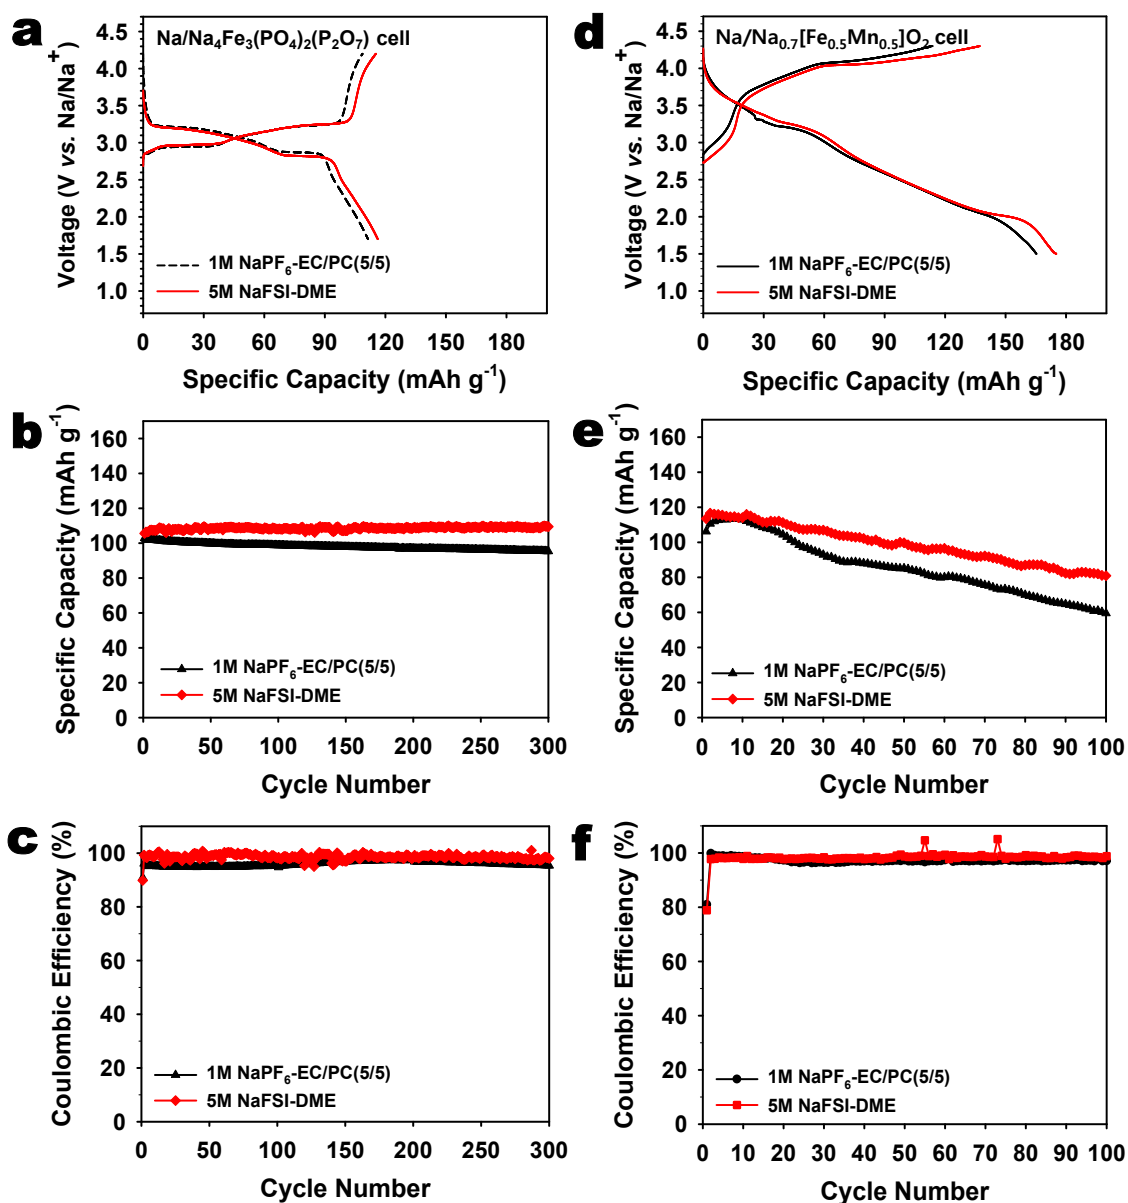 a
Na/Na4Fe3(PO4)2(P2O7) cell
Voltage (V vs. Na/Na+)
4.5
4.0
3.5
3.0
2.5
2.0
1.5
1.0
1M NaPF6-EC/PC(5/5)
5M NaFSI-DME
0 30 60 90 120 150 180
Specific Capacity (mAh g-1)
d
Na/Na0.7[Fe0.5Mn0.5]O2 cell
Voltage (V vs. Na/Na+)
4.5
4.0
3.5
3.0
2.5
2.0
1.5
1.0
1M NaPF6-EC/PC(5/5)
5M NaFSI-DME
0 30 60 90 120 150 180
Specific Capacity (mAh g-1)
b
Specific Capacity (mAh g-1)
160
140
120
100
80
60
40
20
0
1M NaPF6-EC/PC(5/5)
5M NaFSI-DME
0 50 100 150 200 250 300
Cycle Number
e
Specific Capacity (mAh g-1)
160
140
120
100
80
60
40
20
0
1M NaPF6-EC/PC(5/5)
5M NaFSI-DME
0 10 20 30 40 50 60 70 80 90 100
Cycle Number
c
Coulombic Efficiency (%)
100
80
60
40
20
0
1M NaPF6-EC/PC(5/5)
5M NaFSI-DME
0 50 100 150 200 250 300
Cycle Number
f
Coulombic Efficiency (%)
100
80
60
40
20
0
1M NaPF6-EC/PC(5/5)
5M NaFSI-DME
0 10 20 30 40 50 60 70 80 90 100
Cycle Number